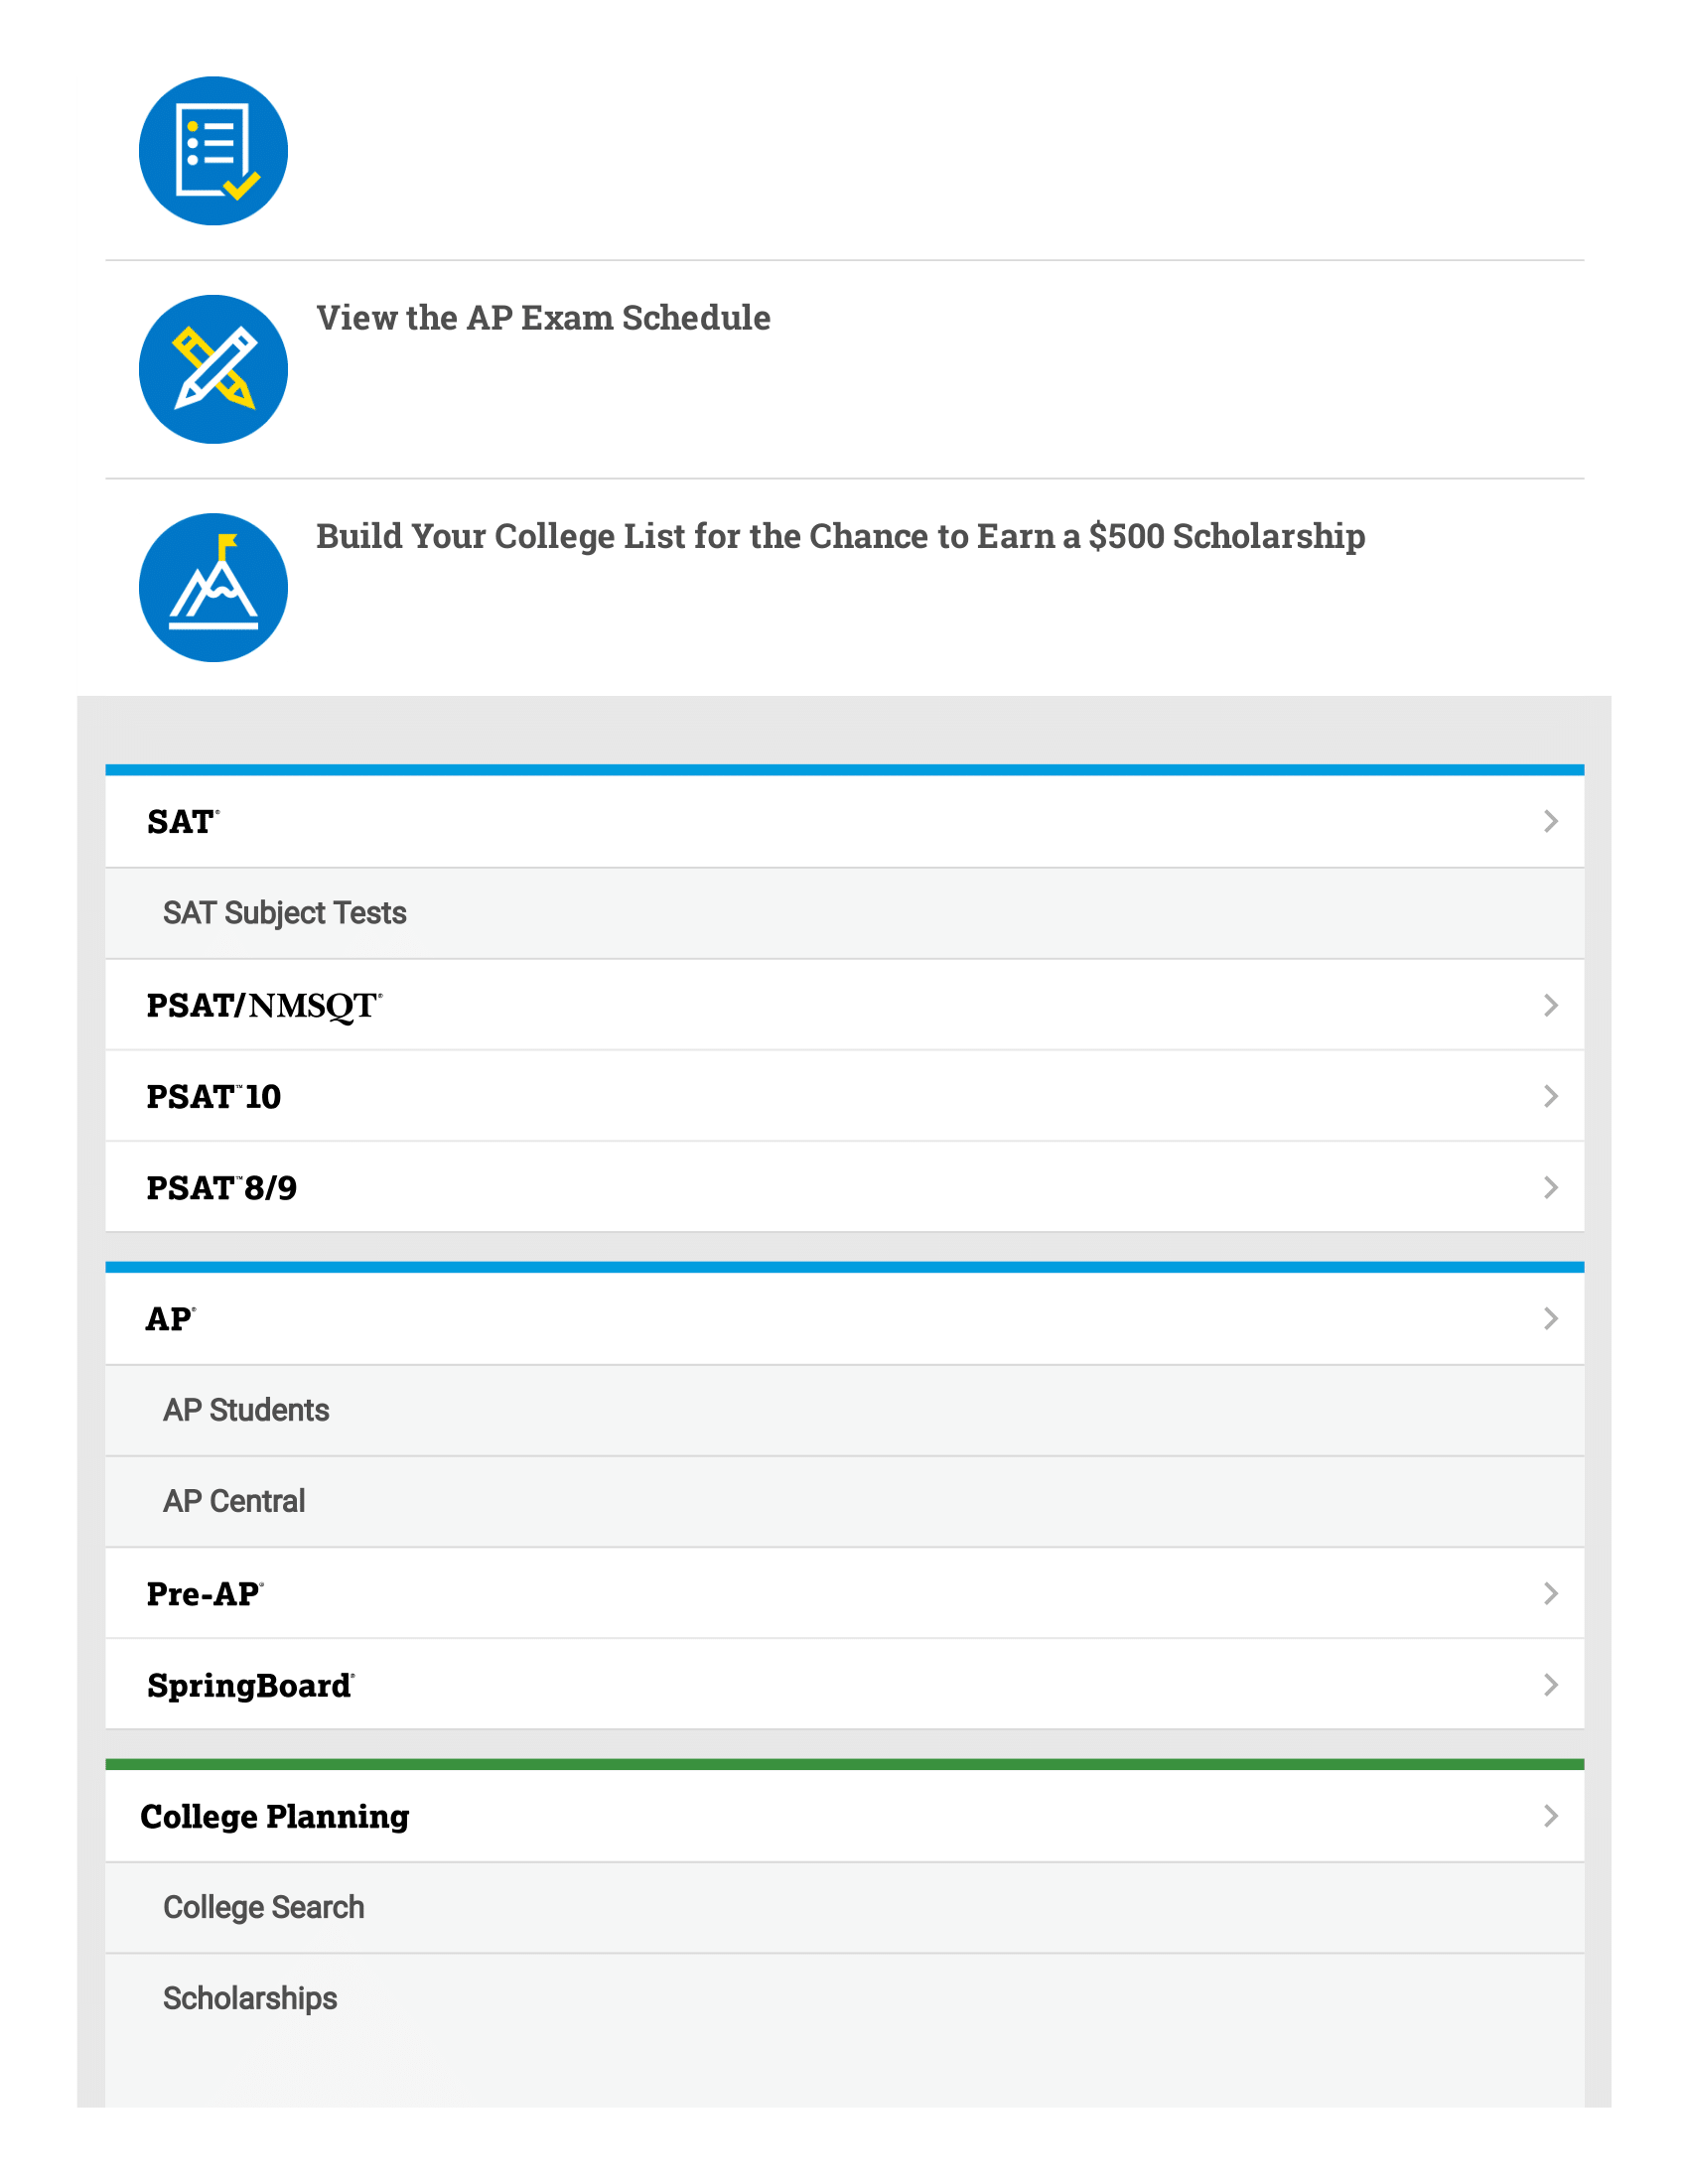 View the AP Exam Schedule
Build Your College List for the Chance to Earn a $500 Scholarship
SAT®
SAT Subject Tests
PSAT/NMSQT®
PSAT™ 10
PSAT™ 8/9
AP®
AP Students
AP Central
Pre-AP®
SpringBoard®
College Planning
College Search
Scholarships